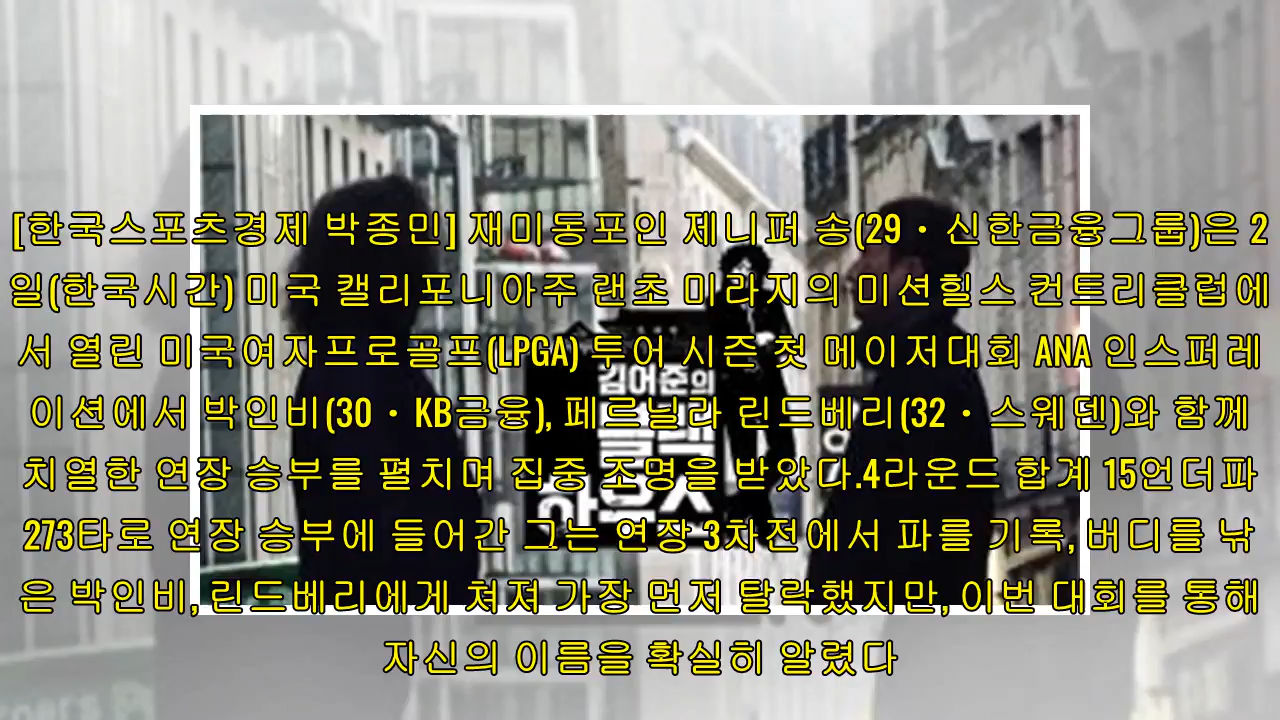 [한국스포츠경제 박종민] 재미동포인 제니퍼 송(29·신한금융그룹)은 2
일(한국시간) 미국 캘리포니아주 랜초 미라지의 미션힐스 컨트리클럽에
서 열린 미국여자프로골프(LPGA) 투어 시즌 첫 메이저대회 ANA 인스퍼레
이션에서 박인비(30·KB금융), 페르닐라 린드베리(32·스웨덴)와 함께
치열한 연장 승부를 펼치며 집중 조명을 받았다.4라운드 합계 15언더파
273타로 연장 승부에 들어간 그는 연장 3차전에서 파를 기록, 버디를 낚
은 박인비, 린드베리에게 쳐져 가장 먼저 탈락했지만, 이번 대회를 통해
자신의 이름을 확실히 알렸다
김어준의
블랙
하우스